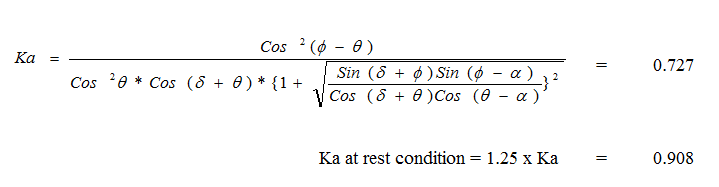 Ka = Cos ² (ϕ − θ) / Cos ²θ * Cos (δ + θ) * {1 + √ Sin (δ + ϕ) Sin (ϕ − α) / Cos (δ + θ) Cos (θ − α) } ² = 0.727
Ka at rest condition = 1.25 x Ka = 0.908